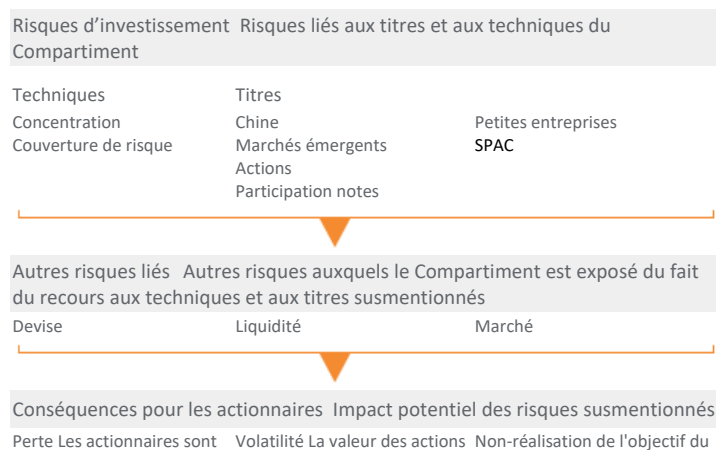 Risques d’investissement Risques liés aux titres et aux techniques du
Compartiment
Techniques Titres
Concentration Chine Petites entreprises
Couverture de risque Marchés émergents SPAC
Actions
Participation notes
Autres risques liés Autres risques auxquels le Compartiment est exposé du fait
du recours aux techniques et aux titres susmentionnés
Devise Liquidité Marché
Conséquences pour les actionnaires Impact potentiel des risques susmentionnés
Perte Les actionnaires sont Volatilité La valeur des actions Non-réalisation de l'objectif du